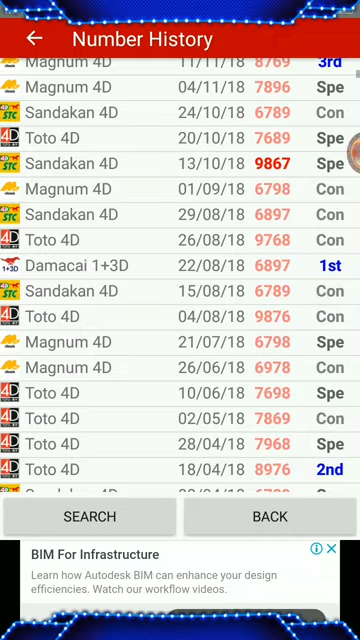 Number History
Magnum 4D 11/11/18 8769 3rd
Magnum 4D 04/11/18 7896 Spe
Sandakan 4D 24/10/18 6789 Con
Toto 4D 20/10/18 7689 Spe
Sandakan 4D 13/10/18 9867 Spe
Magnum 4D 01/09/18 6798 Con
Sandakan 4D 29/08/18 6897 Con
Toto 4D 26/08/18 9768 Con
Damacai 1+3D 22/08/18 6897 1st
Sandakan 4D 15/08/18 6789 Con
Toto 4D 04/08/18 9876 Con
Magnum 4D 21/07/18 6798 Spe
Magnum 4D 26/06/18 6978 Con
Toto 4D 10/06/18 7698 Spe
Toto 4D 02/05/18 7869 Con
Toto 4D 28/04/18 7968 Spe
Toto 4D 18/04/18 8976 2nd
SEARCH BACK
BIM For Infrastructure
Learn how Autodesk BIM can enhance your design
efficiencies. Watch our workflow videos.